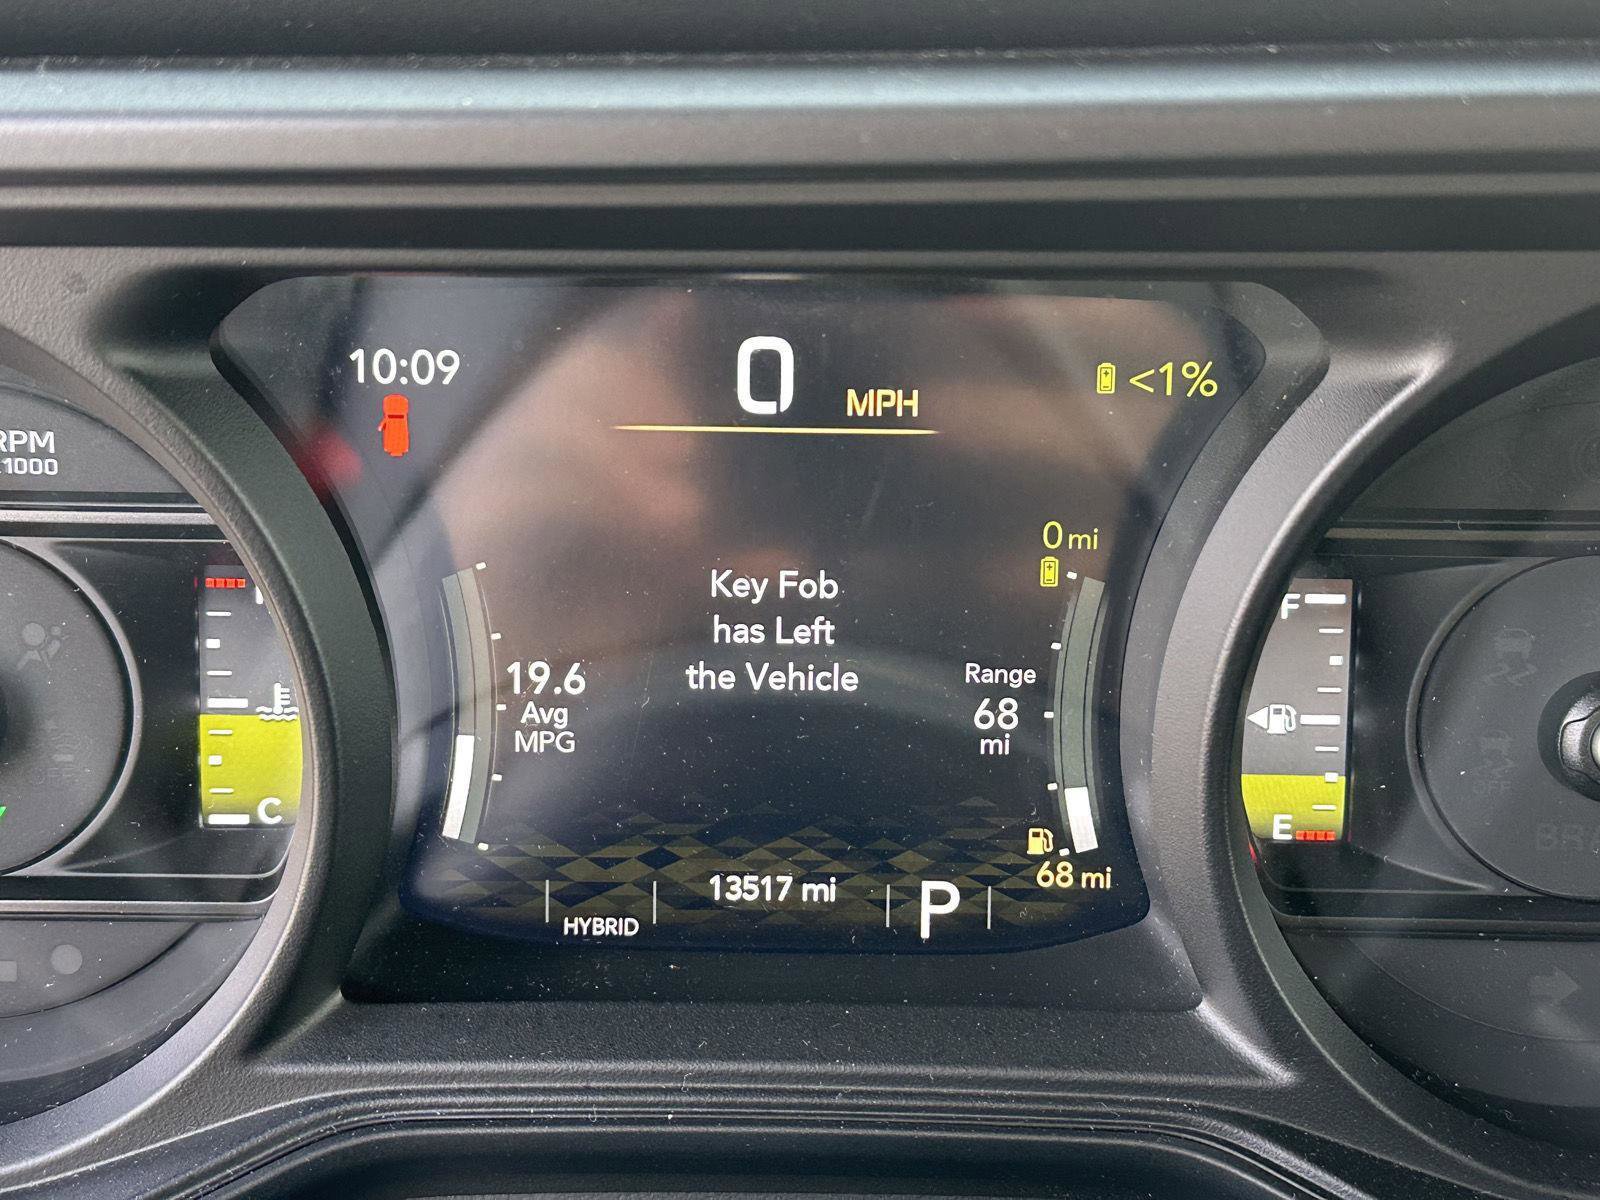 10:09
0 MPH
<1%
RPM
x1000
0 mi
Key Fob
has Left
the Vehicle
19.6
Avg
MPG
Range
68
mi
F
C
E
68 mi
13517 mi
P
HYBRID